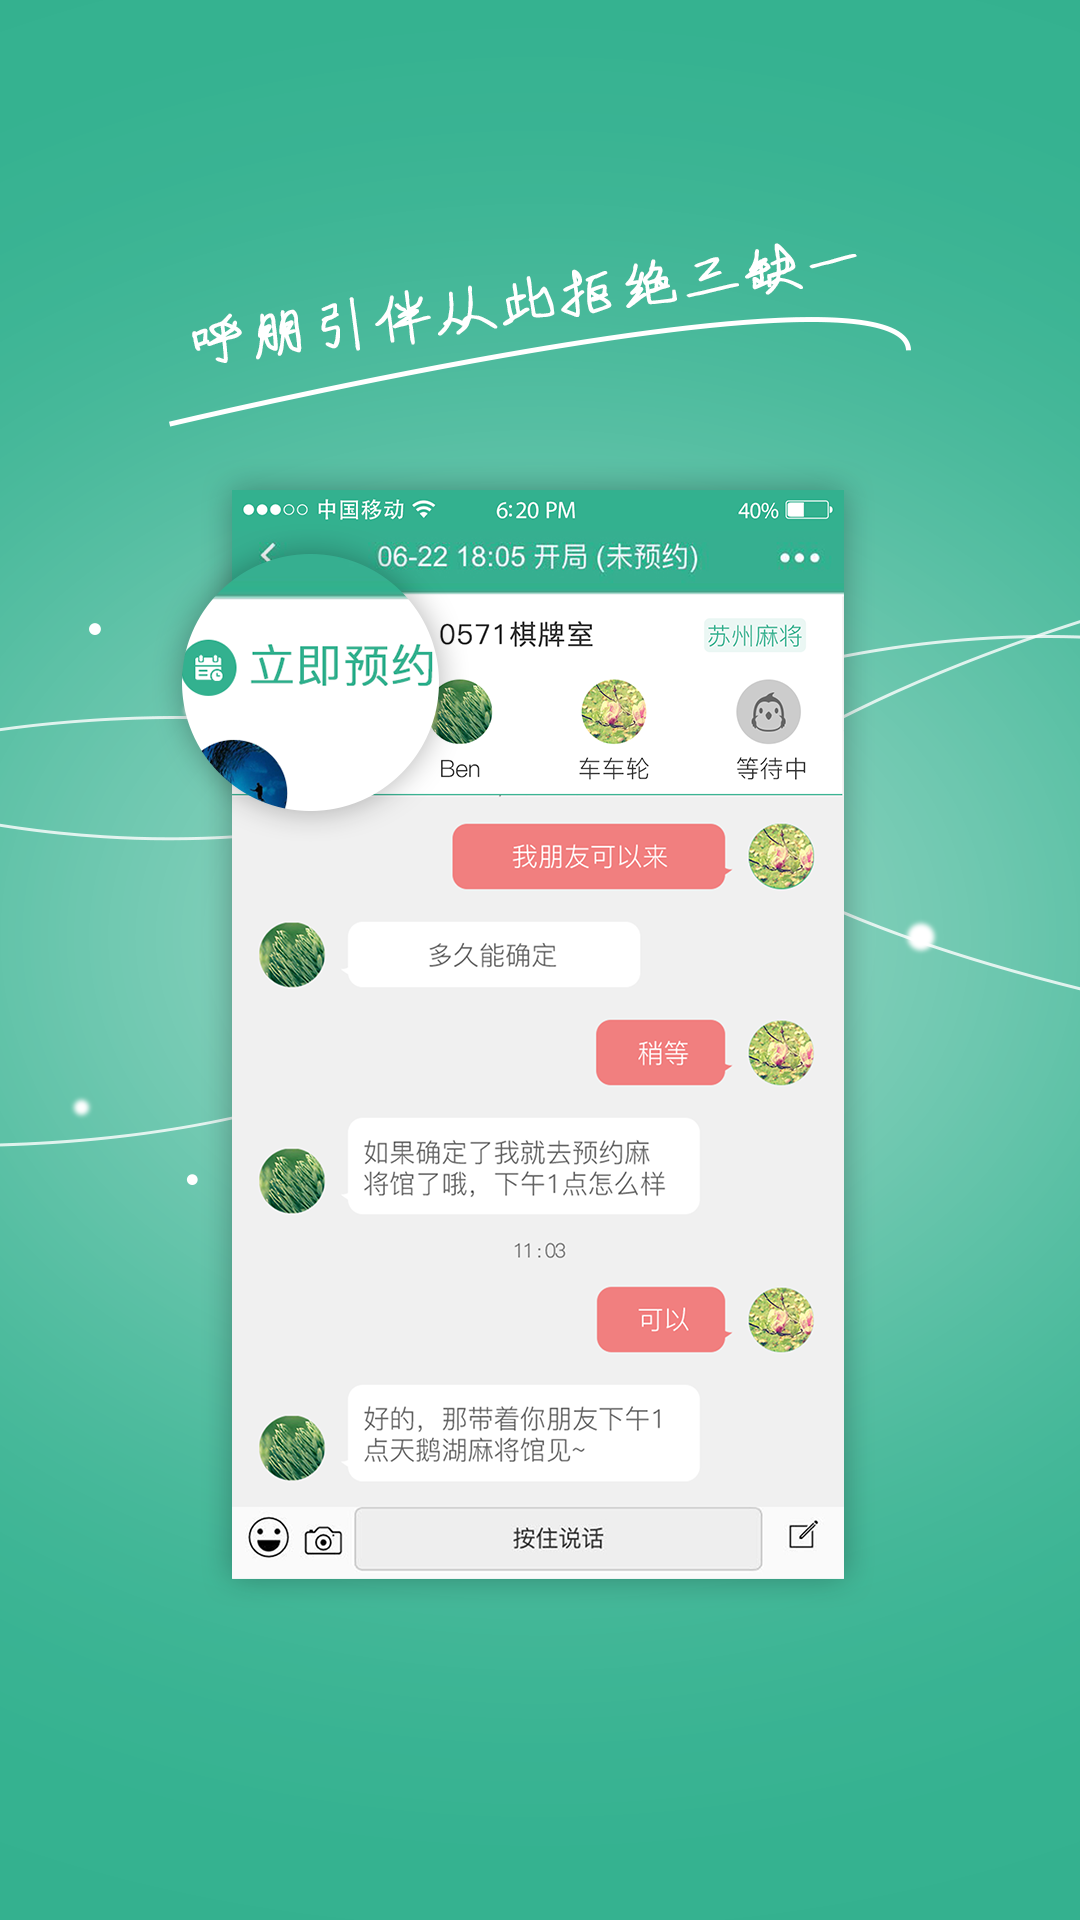 呼朋引伴从此拒绝三缺一
中国移动
6:20 PM
40%
06-22 18:05 开局 (未预约)
立即预约
0571棋牌室
苏州麻将
Ben
车车轮
等待中
我朋友可以来
多久能确定
稍等
如果确定了我就去预约麻
将馆了哦，下午1点怎么样
11:03
可以
好的，那带着你朋友下午1
点天鹅湖麻将馆见~
按住说话